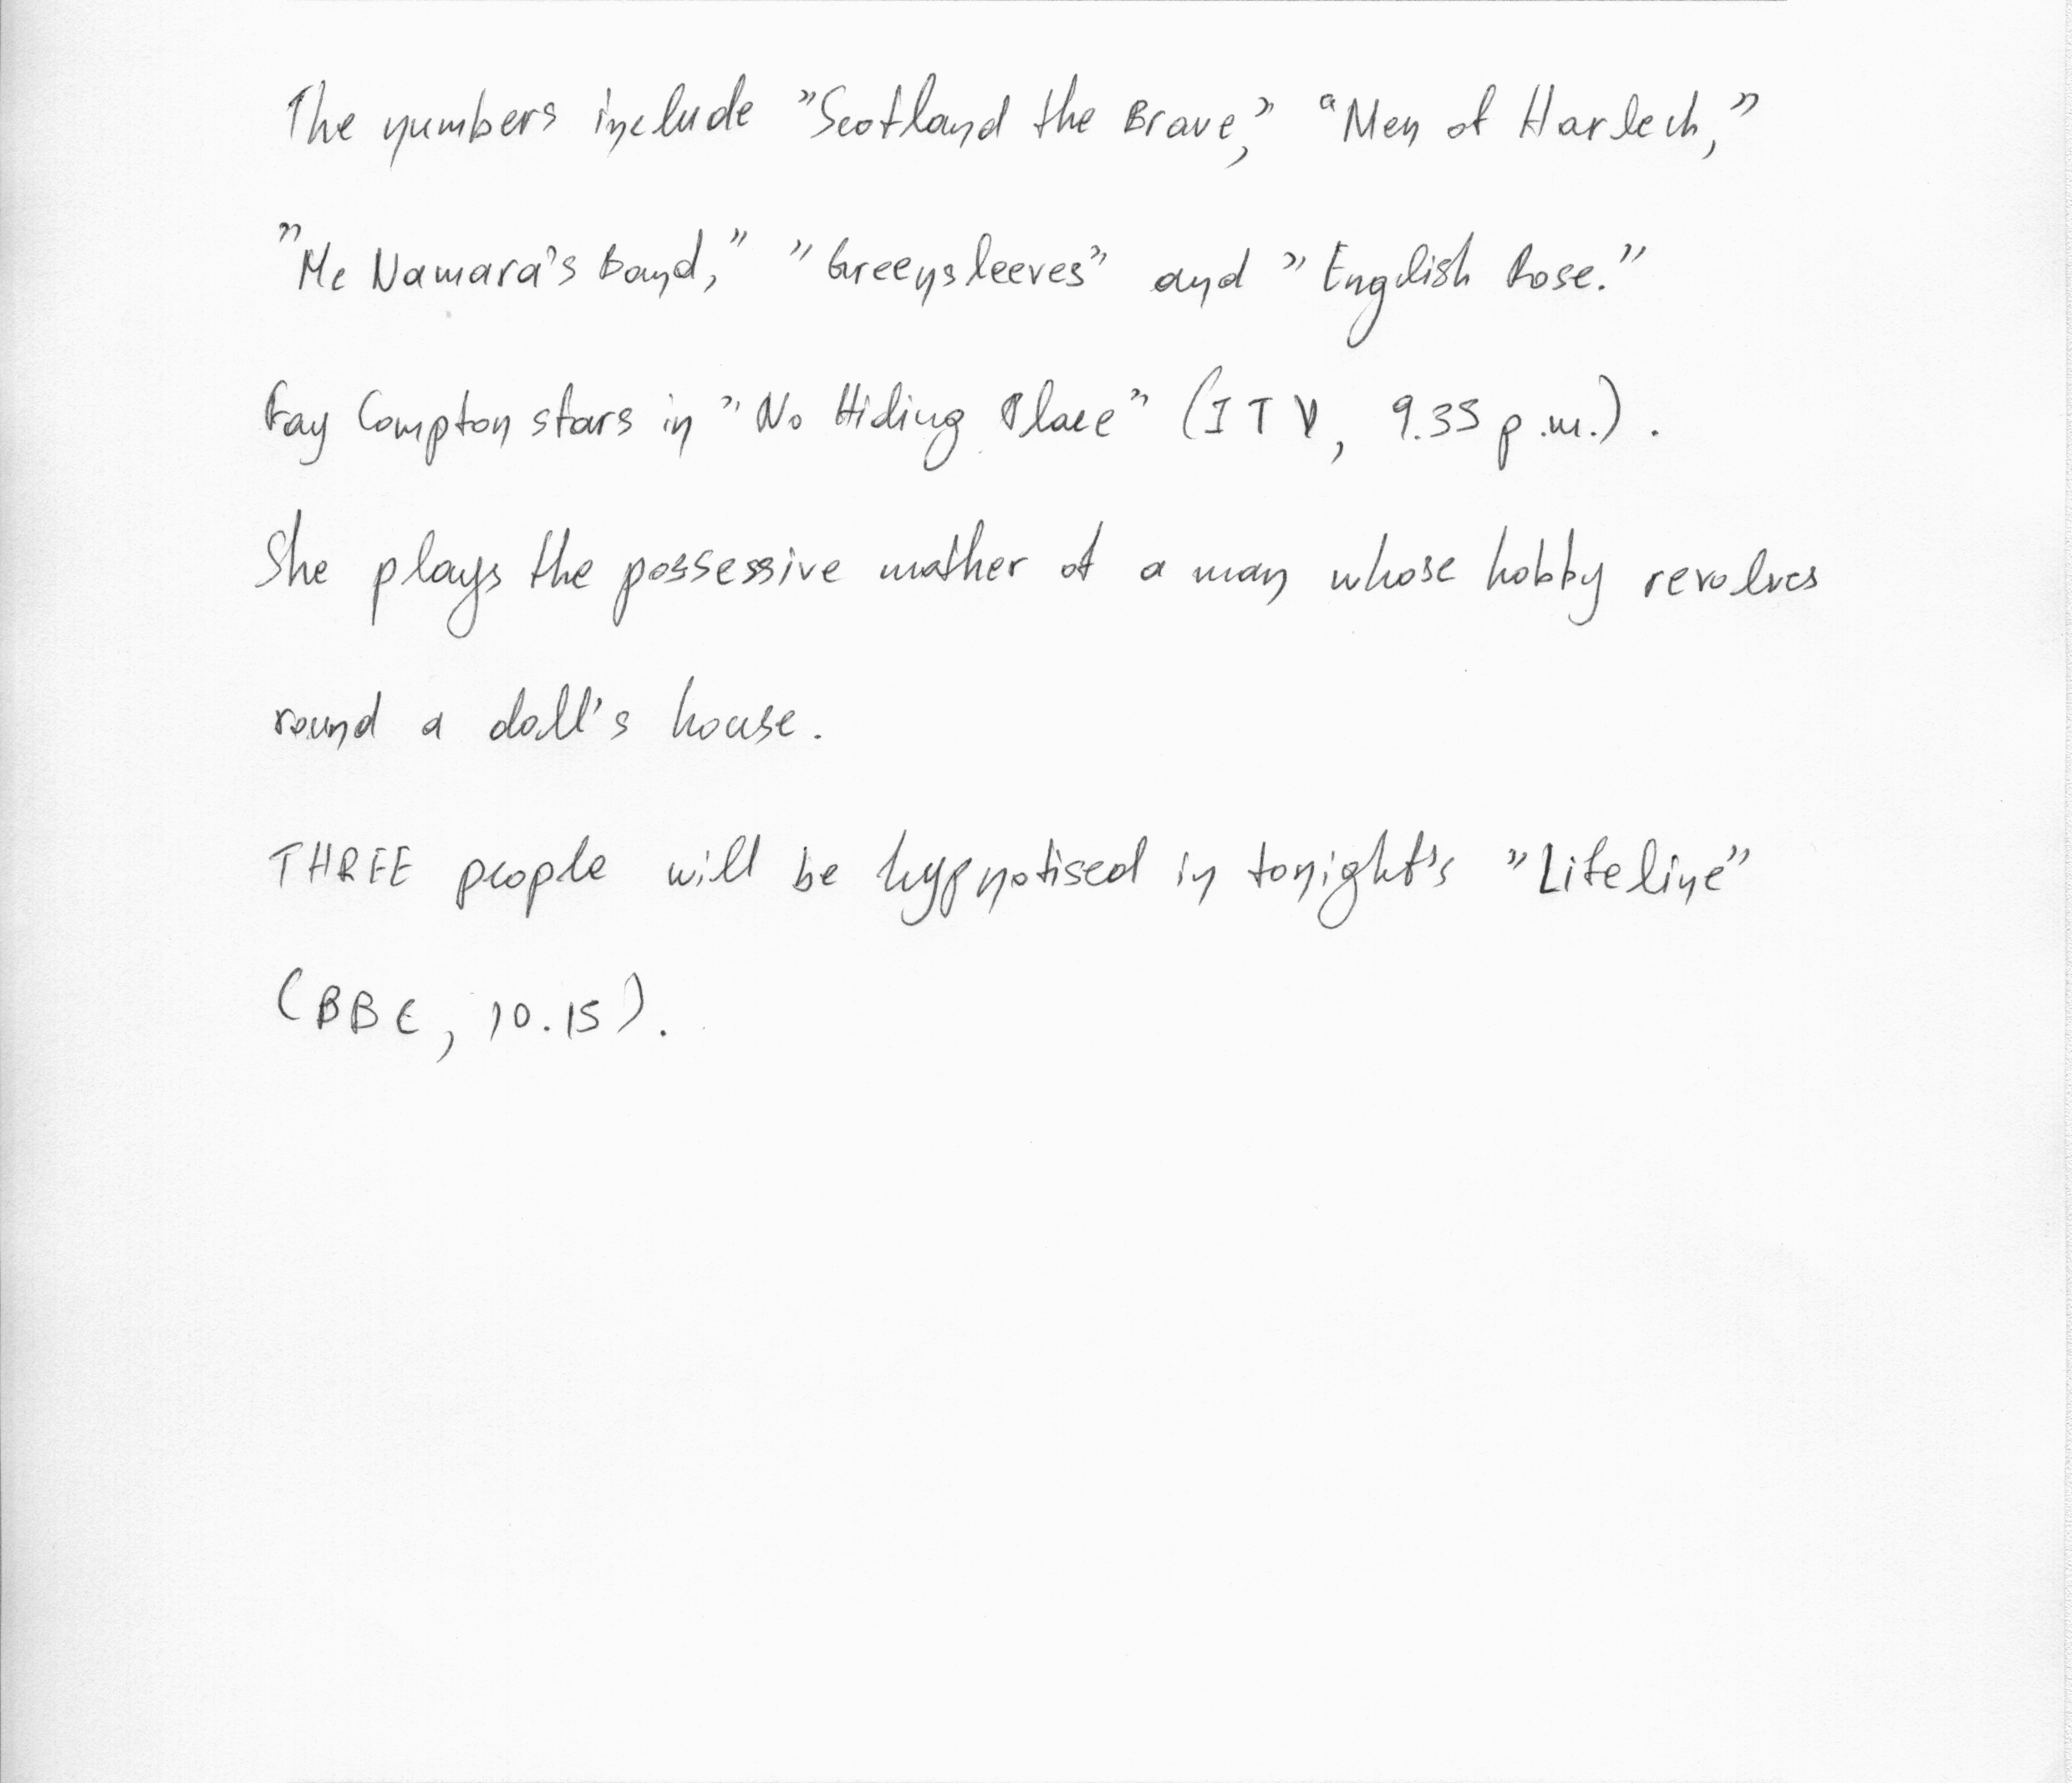 The numbers include "Scotland the Brave," "Men of Harlech,"
"Mc Namara's Band," "Greensleeves" and "English Rose."
Fay Compton stars in "No Hiding Place" (ITV, 9.35 p.m.).
She plays the possessive mother of a man whose hobby revolves
round a doll's house.
THREE people will be hypnotised in tonight's "Lifeline"
(BBC, 10.15).